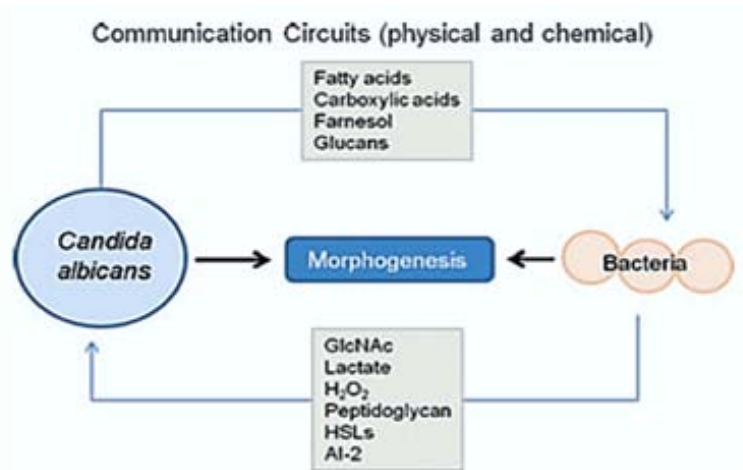 Communication Circuits (physical and chemical)
Fatty acids
Carboxylic acids
Farnesol
Glucans
Candida
albicans
Morphogenesis
Bacteria
GlcNAc
Lactate
H₂O₂
Peptidoglycan
HSLs
AI-2